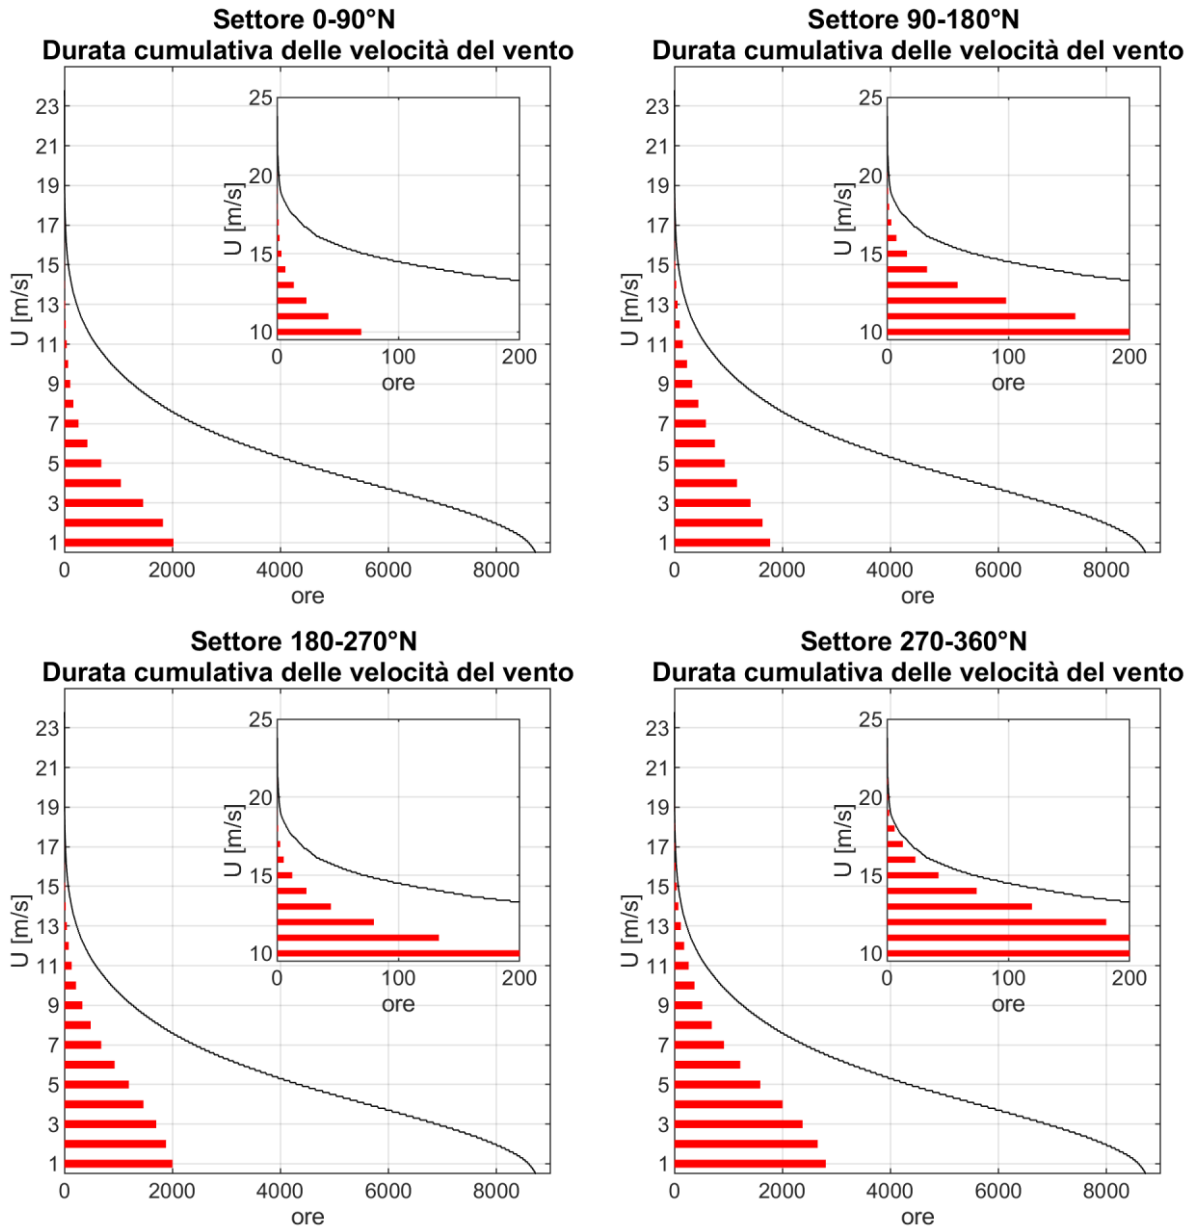 Settore 0-90°N
Durata cumulativa delle velocità del vento
23
21
19
17
15
13
11
9
7
5
3
1
U [m/s]
0 2000 4000 6000 8000
ore
25
20
15
10
U [m/s]
0 100 200
ore
Settore 90-180°N
Durata cumulativa delle velocità del vento
23
21
19
17
15
13
11
9
7
5
3
1
U [m/s]
0 2000 4000 6000 8000
ore
25
20
15
10
U [m/s]
0 100 200
ore
Settore 180-270°N
Durata cumulativa delle velocità del vento
23
21
19
17
15
13
11
9
7
5
3
1
U [m/s]
0 2000 4000 6000 8000
ore
25
20
15
10
U [m/s]
0 100 200
ore
Settore 270-360°N
Durata cumulativa delle velocità del vento
23
21
19
17
15
13
11
9
7
5
3
1
U [m/s]
0 2000 4000 6000 8000
ore
25
20
15
10
U [m/s]
0 100 200
ore